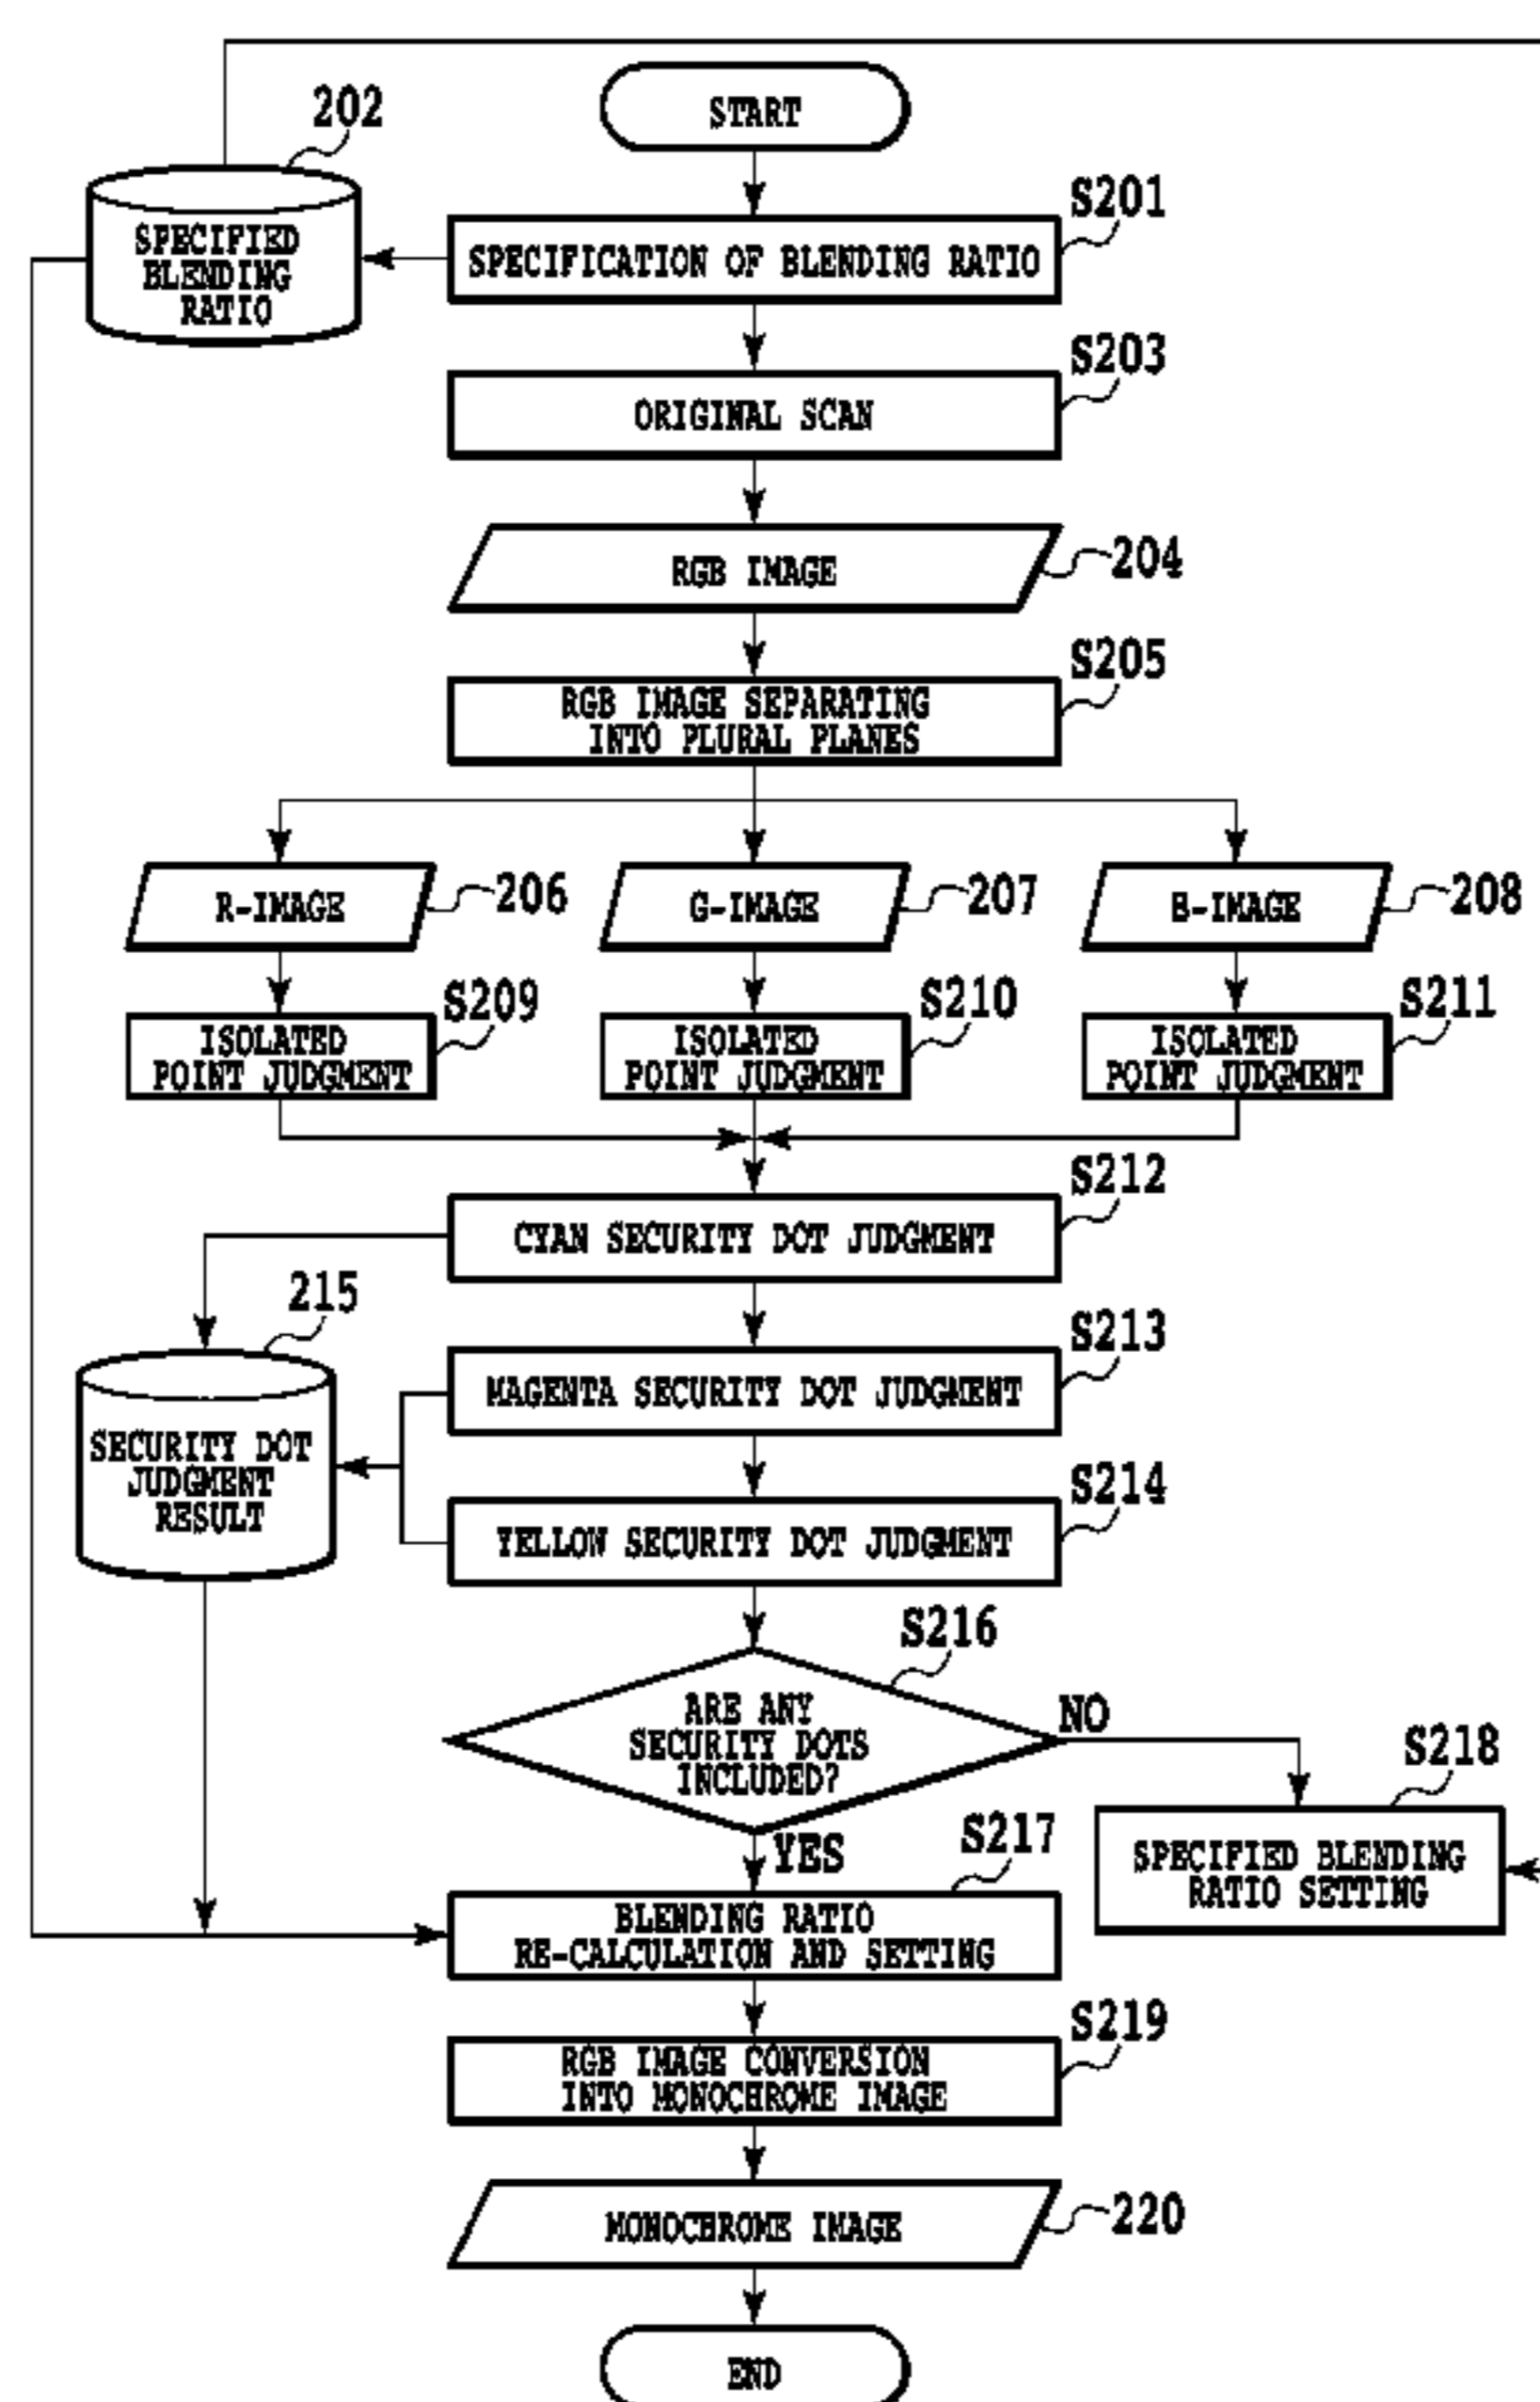 START
202
S201
SPECIFIED
BLENDING
RATIO
SPECIFICATION OF BLENDING RATIO
S203
ORIGINAL SCAN
RGB IMAGE
204
S205
RGB IMAGE SEPARATING
INTO PLURAL PLANES
R-IMAGE
206
G-IMAGE
207
B-IMAGE
208
S209
ISOLATED
POINT JUDGMENT
S210
ISOLATED
POINT JUDGMENT
S211
ISOLATED
POINT JUDGMENT
S212
CYAN SECURITY DOT JUDGMENT
215
S213
MAGENTA SECURITY DOT JUDGMENT
SECURITY DOT
JUDGMENT
RESULT
S214
YELLOW SECURITY DOT JUDGMENT
S216
ARE ANY
SECURITY DOTS
INCLUDED?
NO
S218
SPECIFIED BLENDING
RATIO SETTING
YES
S217
BLENDING RATIO
RE-CALCULATION AND SETTING
S219
RGB IMAGE CONVERSION
INTO MONOCHROME IMAGE
MONOCHROME IMAGE
220
END